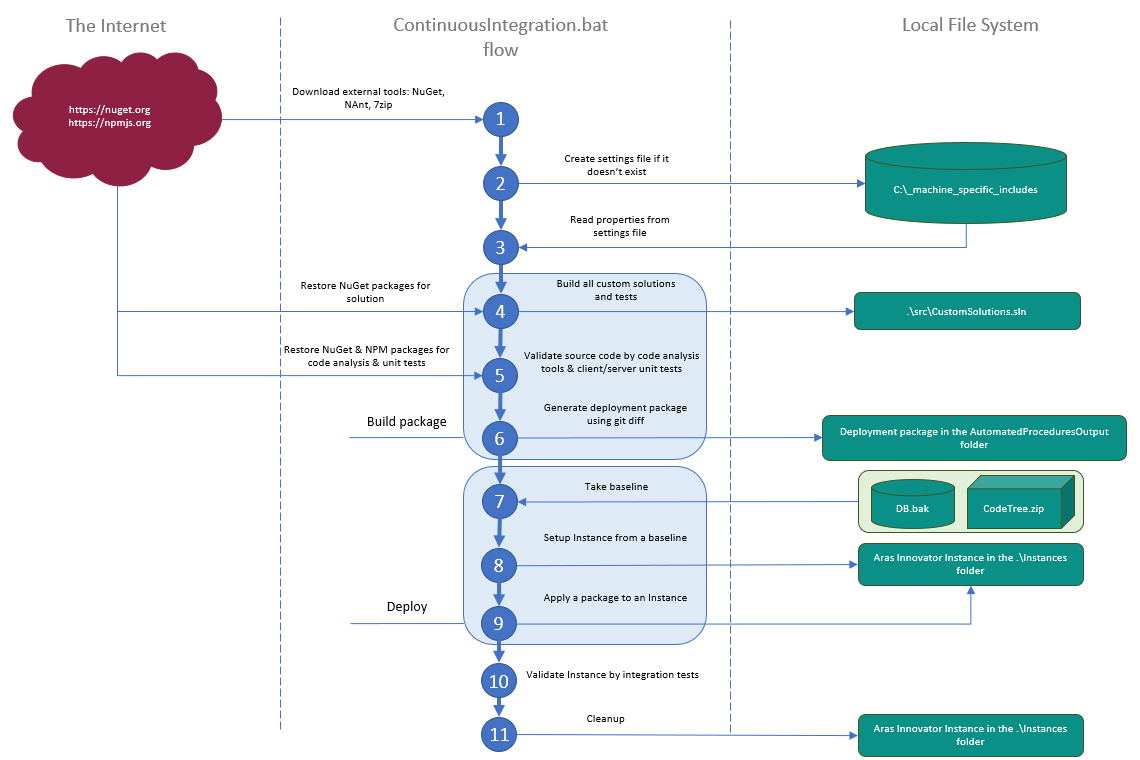 The Internet
ContinuousIntegration.bat
flow
Local File System
https://nuget.org
https://npmjs.org
Download external tools: NuGet,
NAnt, 7zip
1
Create settings file if it
doesn't exist
2
C:\_machine_specific_includes
Read properties from
settings file
3
Restore NuGet packages for
solution
Build all custom solutions
and tests
4
.\src\CustomSolutions.sln
Restore NuGet & NPM packages for
code analysis & unit tests
Validate source code by code analysis
tools & client/server unit tests
5
Generate deployment package
using git diff
Build package
6
Deployment package in the AutomatedProceduresOutput
folder
Take baseline
7
DB.bak
CodeTree.zip
Setup Instance from a baseline
8
Aras Innovator Instance in the .\Instances
folder
Apply a package to an Instance
Deploy
9
Validate Instance by integration tests
10
Cleanup
11
Aras Innovator Instance in the .\Instances
folder